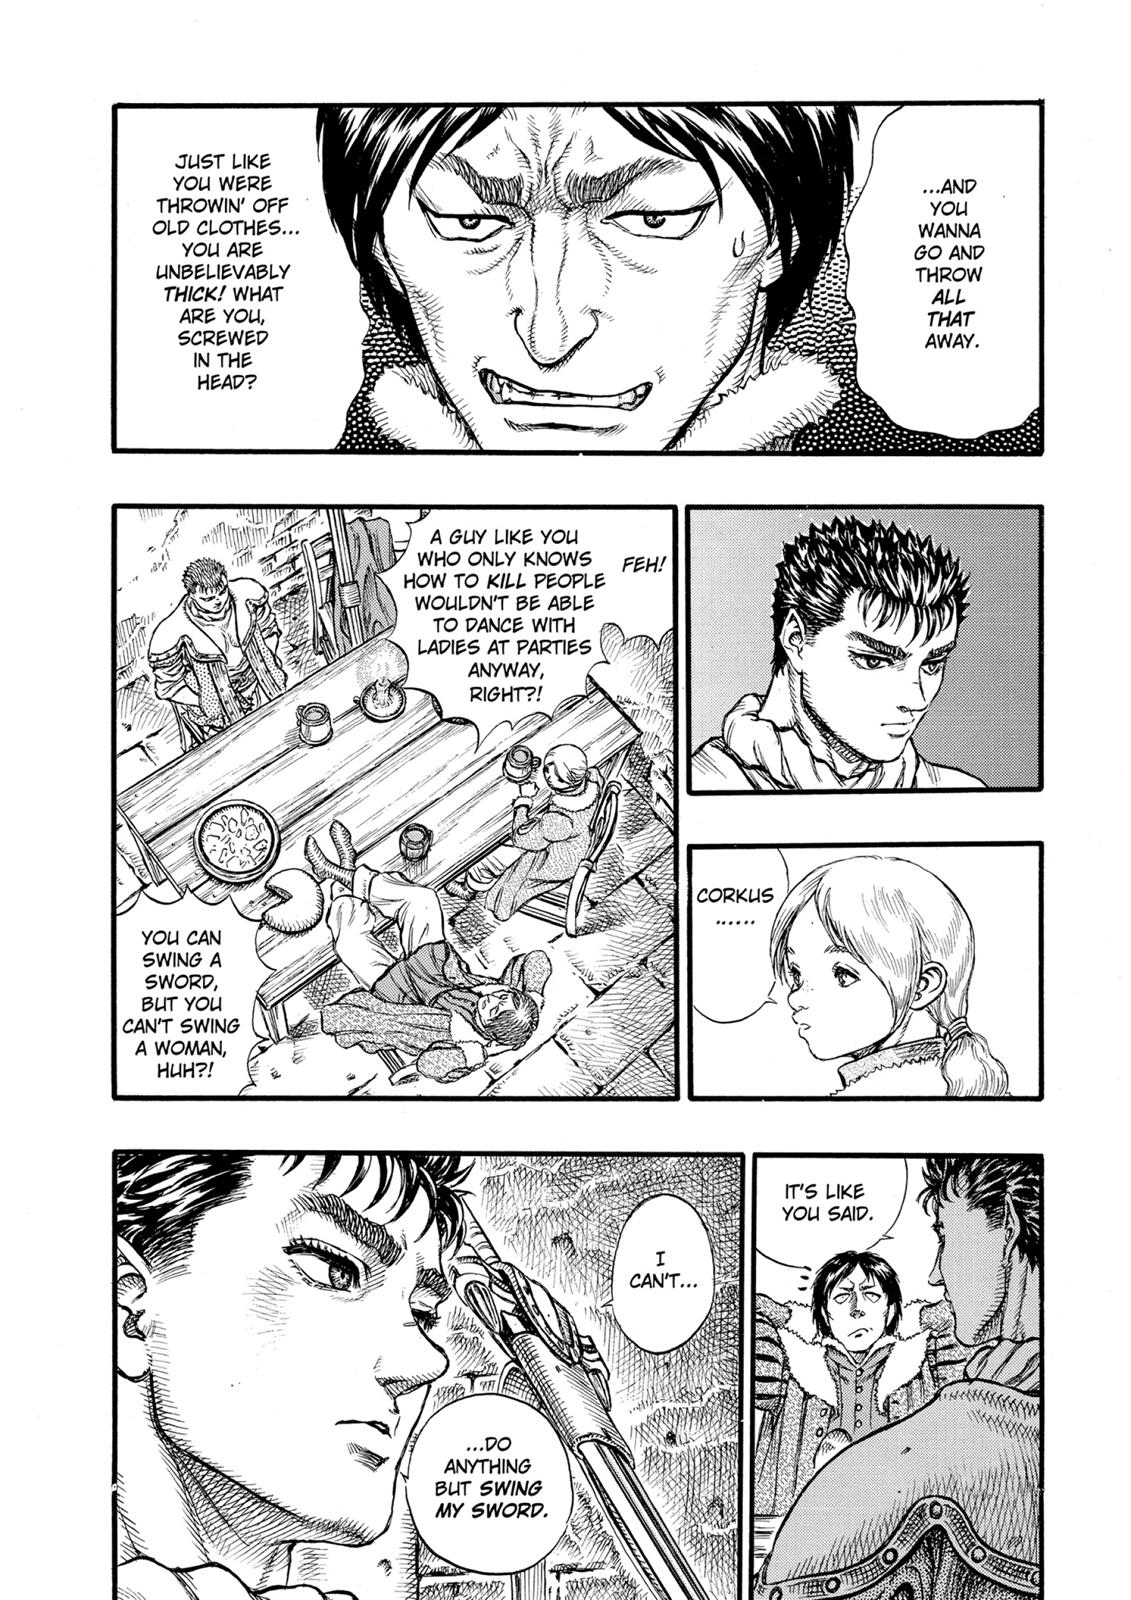 ...AND
YOU
WANNA
GO AND
THROW
ALL
THAT
AWAY.
JUST LIKE
YOU WERE
THROWIN' OFF
OLD CLOTHES...
YOU ARE
UNBELIEVABLY
THICK! WHAT
ARE YOU,
SCREWED
IN THE
HEAD?
FEH!
A GUY LIKE YOU
WHO ONLY KNOWS
HOW TO KILL PEOPLE
WOULDN'T BE ABLE
TO DANCE WITH
LADIES AT PARTIES
ANYWAY,
RIGHT?!
YOU CAN
SWING A
SWORD,
BUT YOU
CAN'T SWING
A WOMAN,
HUH?!
CORKUS
......
IT'S LIKE
YOU SAID.
I
CAN'T...
...DO
ANYTHING
BUT SWING
MY SWORD.